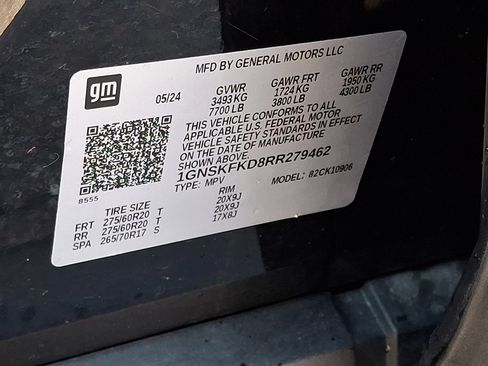 MFD BY GENERAL MOTORS LLC
gm
05/24
GVWR GAWR FRT GAWR RR
3493 KG 1724 KG 1950 KG
7700 LB 3800 LB 4300 LB
THIS VEHICLE CONFORMS TO ALL
APPLICABLE U.S. FEDERAL MOTOR
VEHICLE SAFETY STANDARDS IN EFFECT
ON THE DATE OF MANUFACTURE
SHOWN ABOVE.
1GNSKFKD8RR279462
TYPE: MPV MODEL: 82CK10906
8555
TIRE SIZE RIM
FRT 275/60R20 T 20X9J
RR 275/60R20 T 20X9J
SPA 265/70R17 S 17X8J